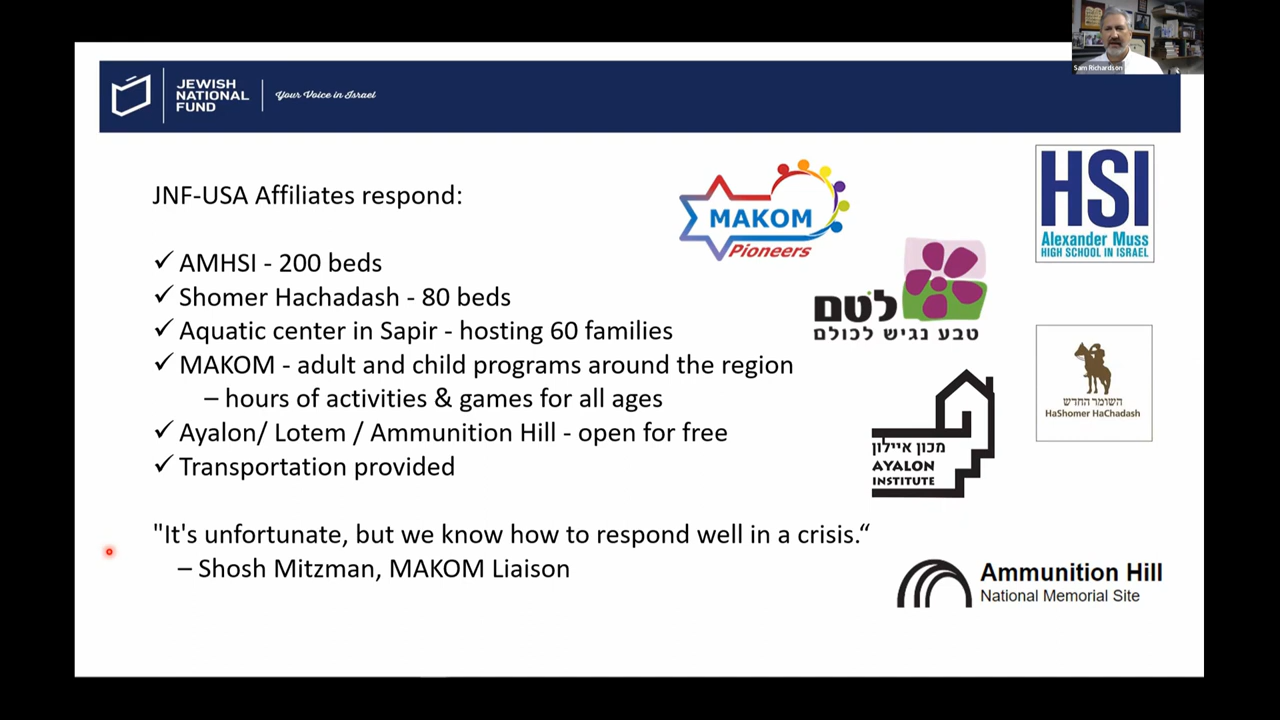 Sam Richardson
JEWISH
NATIONAL
FUND
Your Voice in Israel
JNF-USA Affiliates respond:
✓ AMHSI - 200 beds
✓ Shomer Hachadash - 80 beds
✓ Aquatic center in Sapir - hosting 60 families
✓ MAKOM - adult and child programs around the region
– hours of activities & games for all ages
✓ Ayalon/ Lotem / Ammunition Hill - open for free
✓ Transportation provided
"It's unfortunate, but we know how to respond well in a crisis.“
– Shosh Mitzman, MAKOM Liaison
MAKOM
Pioneers
HSI
Alexander Muss
HIGH SCHOOL IN ISRAEL
לטם
טבע נגיש לכולם
השומר החדש
HaShomer HaChadash
מכון איילון
AYALON
INSTITUTE
Ammunition Hill
National Memorial Site